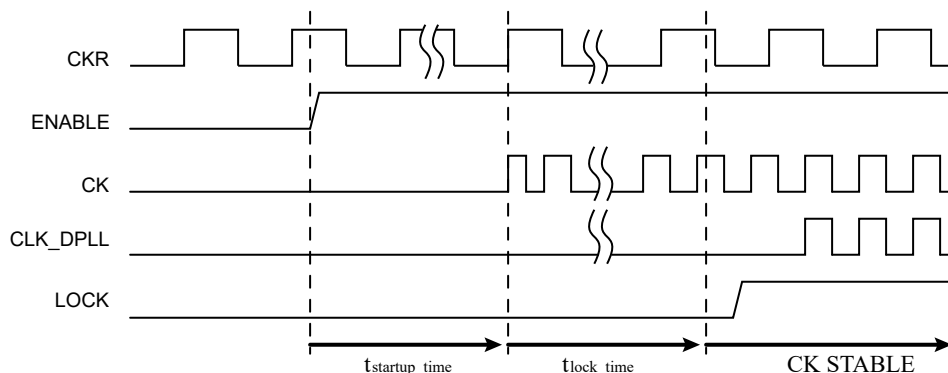 CKR
ENABLE
CK
CLK_DPLL
LOCK
tstartup_time tlock_time CK STABLE